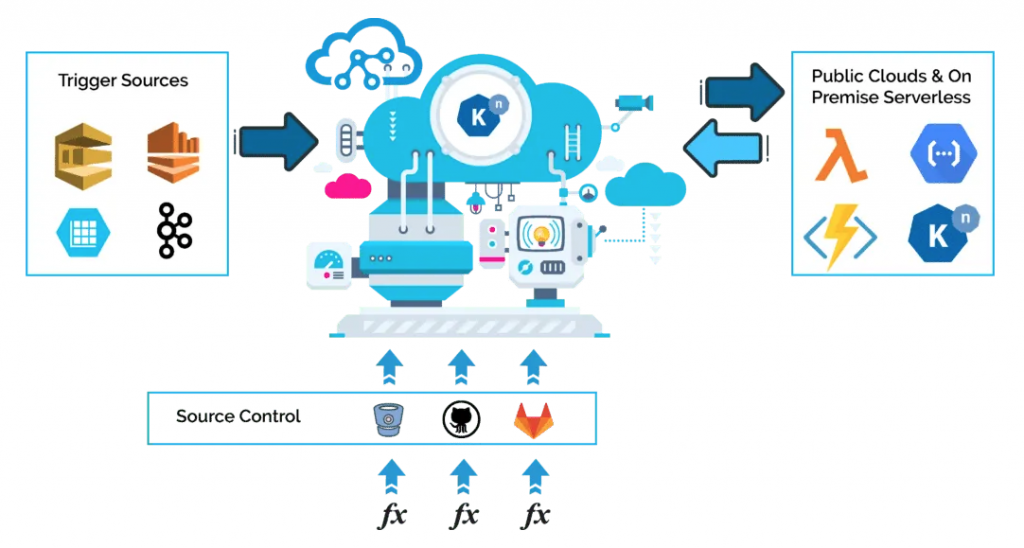 Trigger Sources
K
n
Public Clouds & On
Premise Serverless
K
n
Source Control
fx
fx
fx